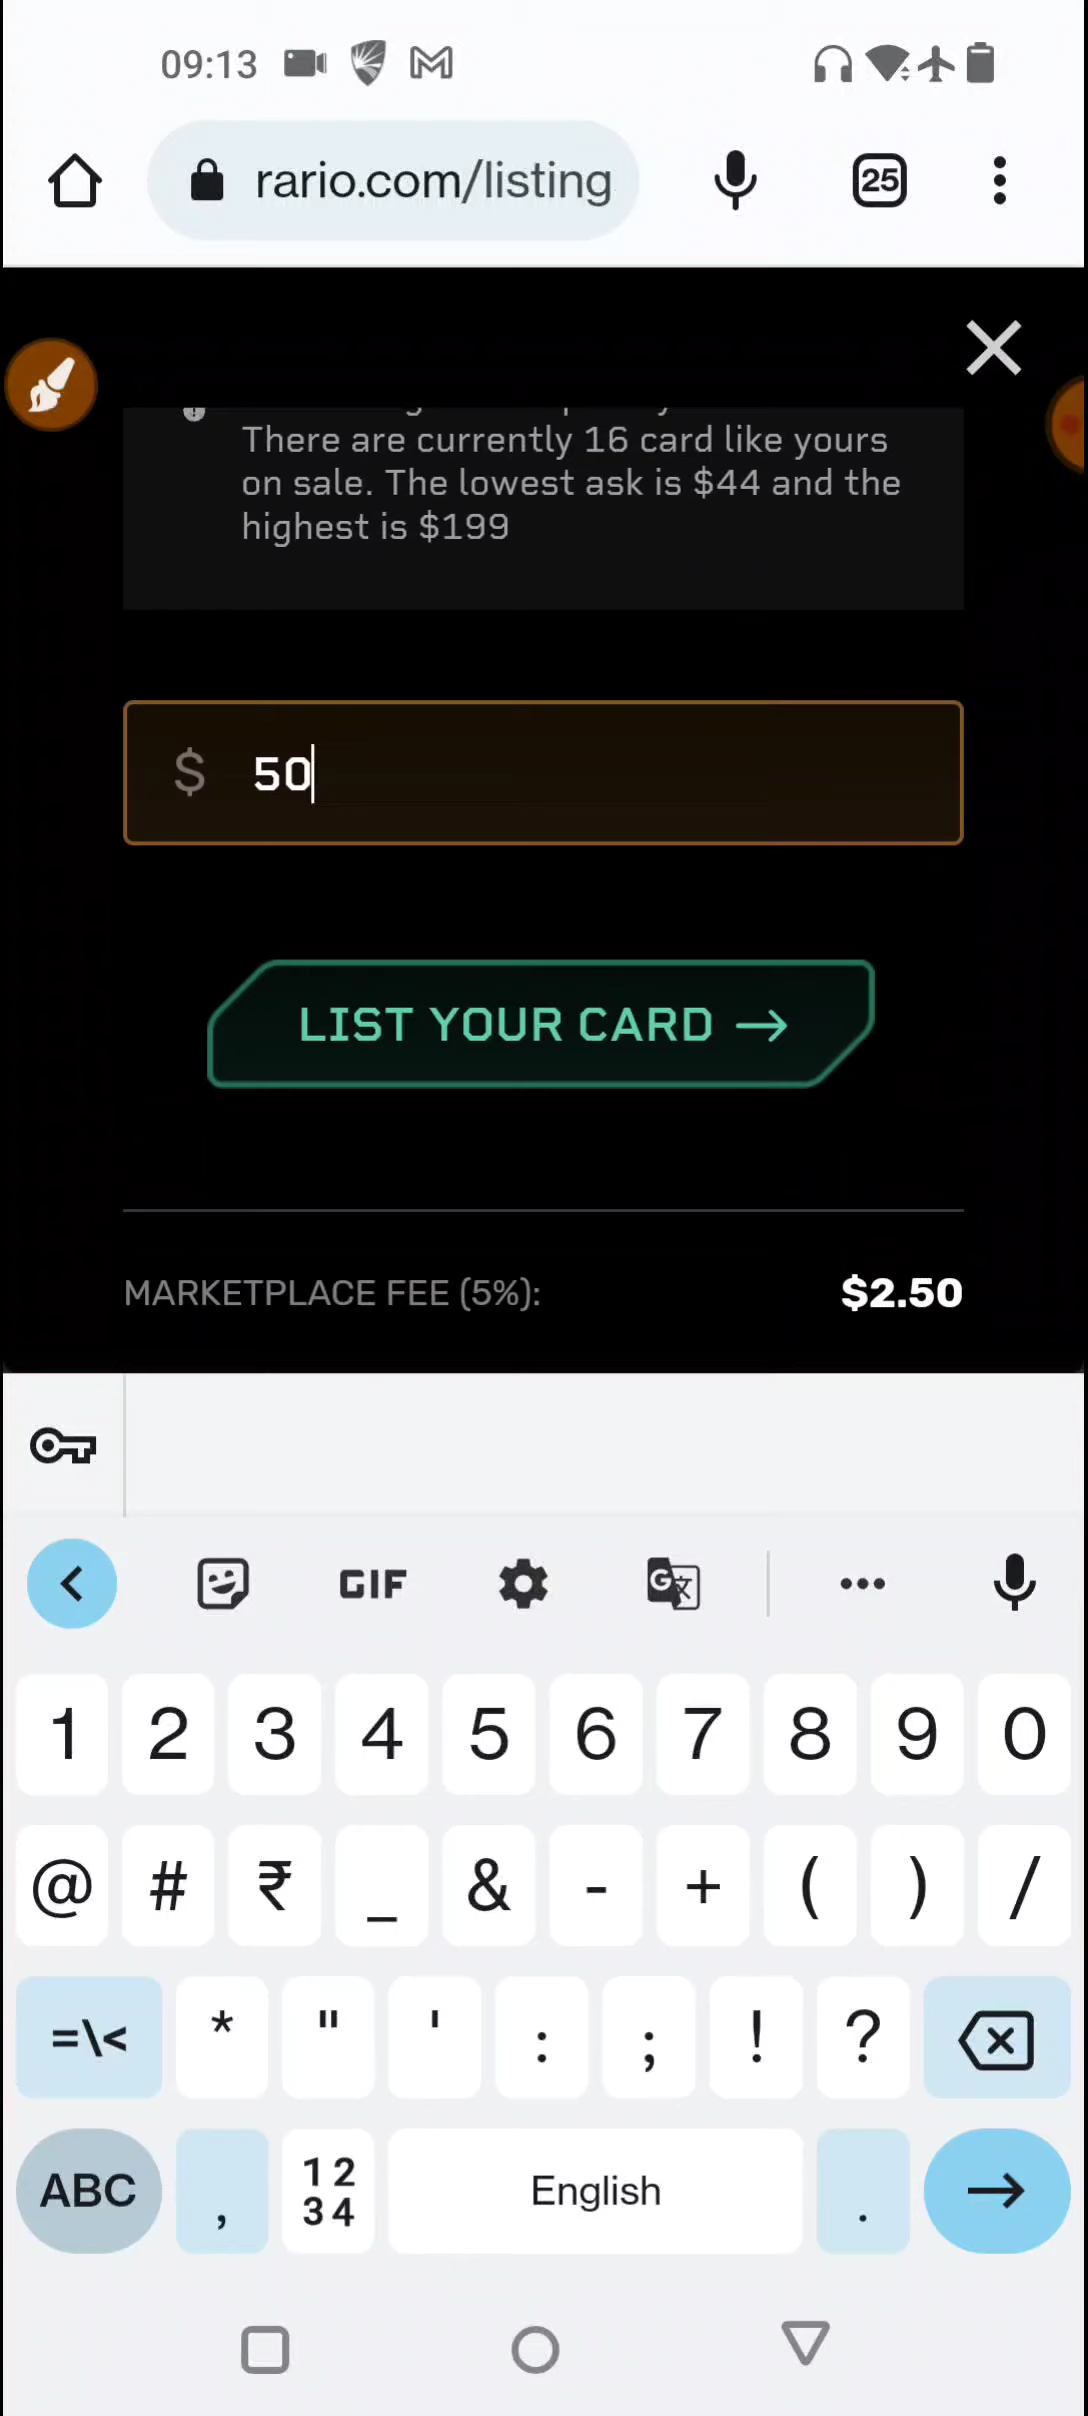 09:13
rario.com/listing
25
There are currently 16 card like yours
on sale. The lowest ask is $44 and the
highest is $199
$ 50
LIST YOUR CARD →
MARKETPLACE FEE (5%): $2.50
GIF
1 2 3 4 5 6 7 8 9 0
@ # ₹ _ & - + ( ) /
=\< * " ' : ; ! ?
ABC , 12 34 English .